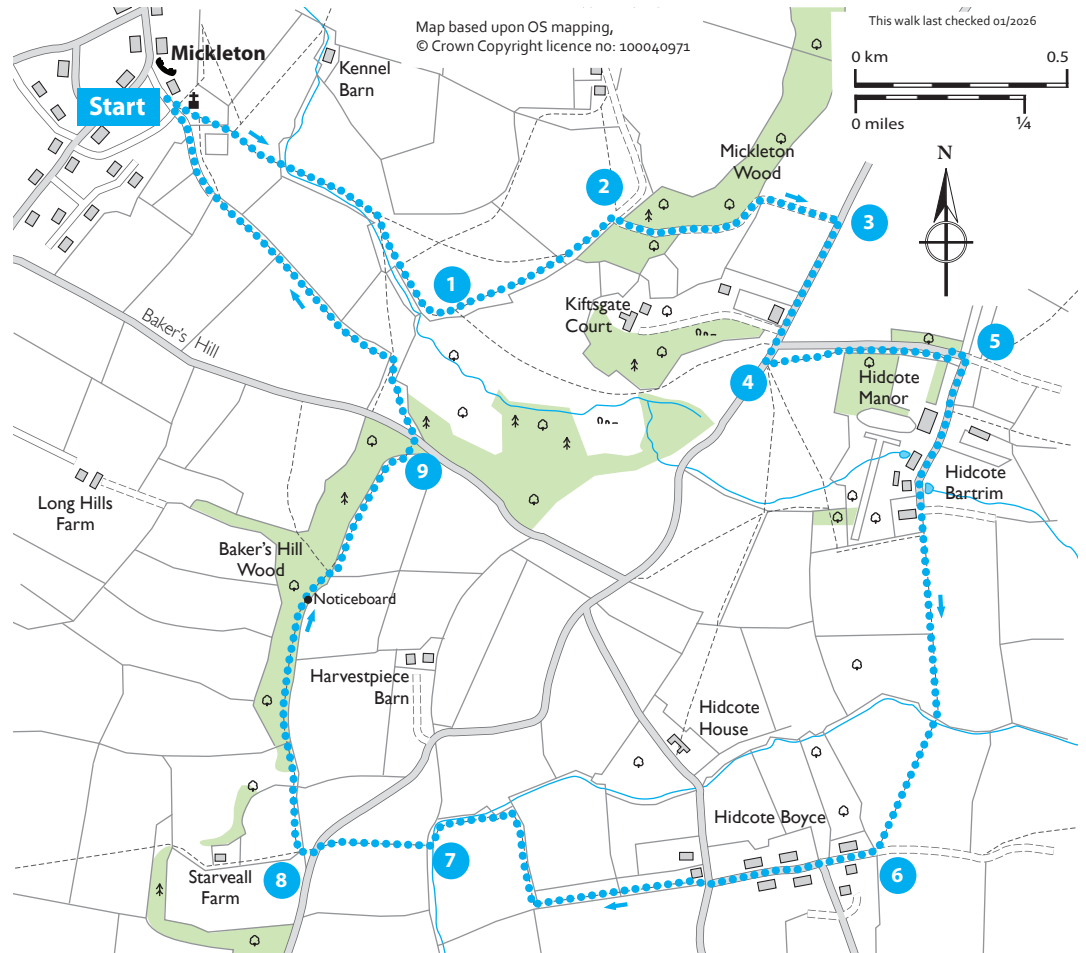 Map based upon OS mapping,
© Crown Copyright licence no: 100040971
This walk last checked 01/2026
0 km
0.5
0 miles
¼
Mickleton
Kennel
Barn
Start
Mickleton
Wood
N
2
3
1
Kiftsgate
Court
Baker's Hill
4
5
Hidcote
Manor
9
Hidcote
Bartrim
Long Hills
Farm
Baker's Hill
Wood
Noticeboard
Harvestpiece
Barn
Hidcote
House
Hidcote Boyce
7
6
8
Starveall
Farm